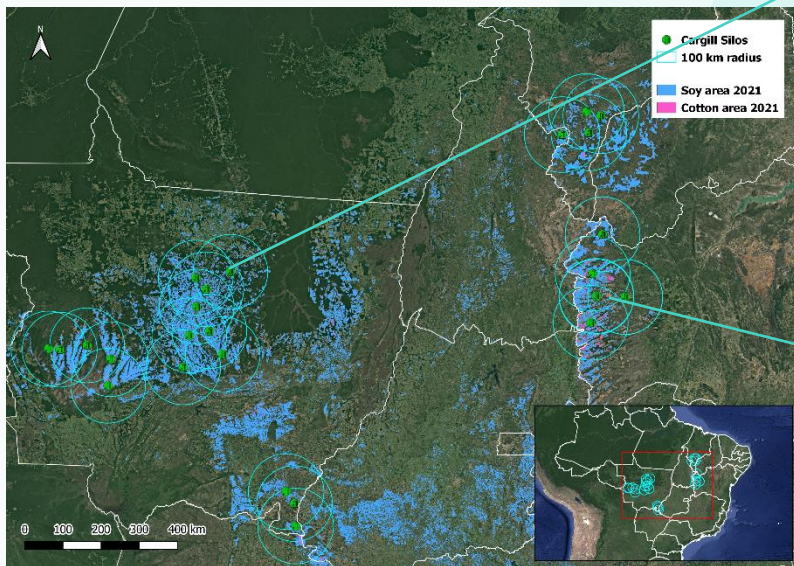 N
Cargill Silos
100 km radius
Soy area 2021
Cotton area 2021
0 100 200 300 400 km